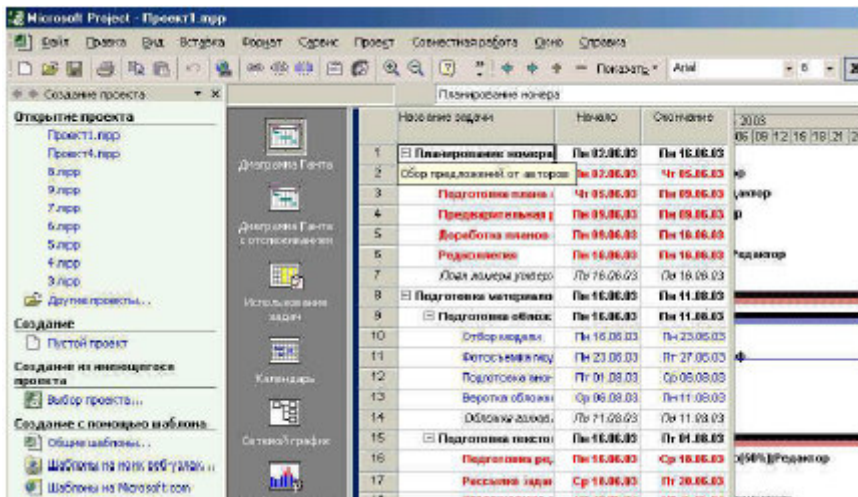 Microsoft Project - Проект1.mpp
Файл Правка Вид Вставка Формат Сервис Проект Совместная работа Окно Справка
Показать Arial 8
Создание проекта
Планирование номера
Открытие проекта
Проект1.mpp
Проект4.mpp
8.mpp
9.mpp
7.mpp
6.mpp
5.mpp
4.mpp
3.mpp
Другие проекты...
Создание
Пустой проект
Создание из имеющегося
проекта
Выбор проекта...
Создание с помощью шаблона
Общие шаблоны...
Шаблоны на моих веб-узлах...
Шаблоны на Microsoft.com
Диаграмма Ганта
Диаграмма Ганта
с отслеживанием
Использование
задач
Календарь
Сетевой график
Название задачи Начало Окончание 2003
06 09 12 16 18 21
1 Планирование номера Пн 02.06.03 Пн 16.06.03
2 Сбор предложений от авторов Пн 02.06.03 Чт 05.06.03
3 Подготовка плана Чт 05.06.03 Пн 09.06.03
4 Предварительная Пн 09.06.03 Пн 09.06.03
5 Доработка планов Пн 09.06.03 Пн 16.06.03
6 Редколлегия Пн 16.06.03 Пн 16.06.03 Редактор
7 План номера утвер Пн 16.06.03 Пн 16.06.03
8 Подготовка материало Пн 16.06.03 Пн 11.08.03
9 Подготовка облож Пн 16.06.03 Пн 11.08.03
10 Отбор модели Пн 16.06.03 Пн 23.06.03
11 Фотосъемка Пн 23.06.03 Пт 27.06.03
12 Подготовка Пт 01.08.03 Ср 06.08.03
13 Верстка обложки Ср 06.08.03 Пн 11.08.03
14 Обложка Пн 11.08.03 Пн 11.08.03
15 Подготовка тексто Пн 16.06.03 Пт 01.08.03
16 Подготовка ред Пн 16.06.03 Ср 18.06.03 [50%];Редактор
17 Рассылка задан Ср 18.06.03 Пт 20.06.03